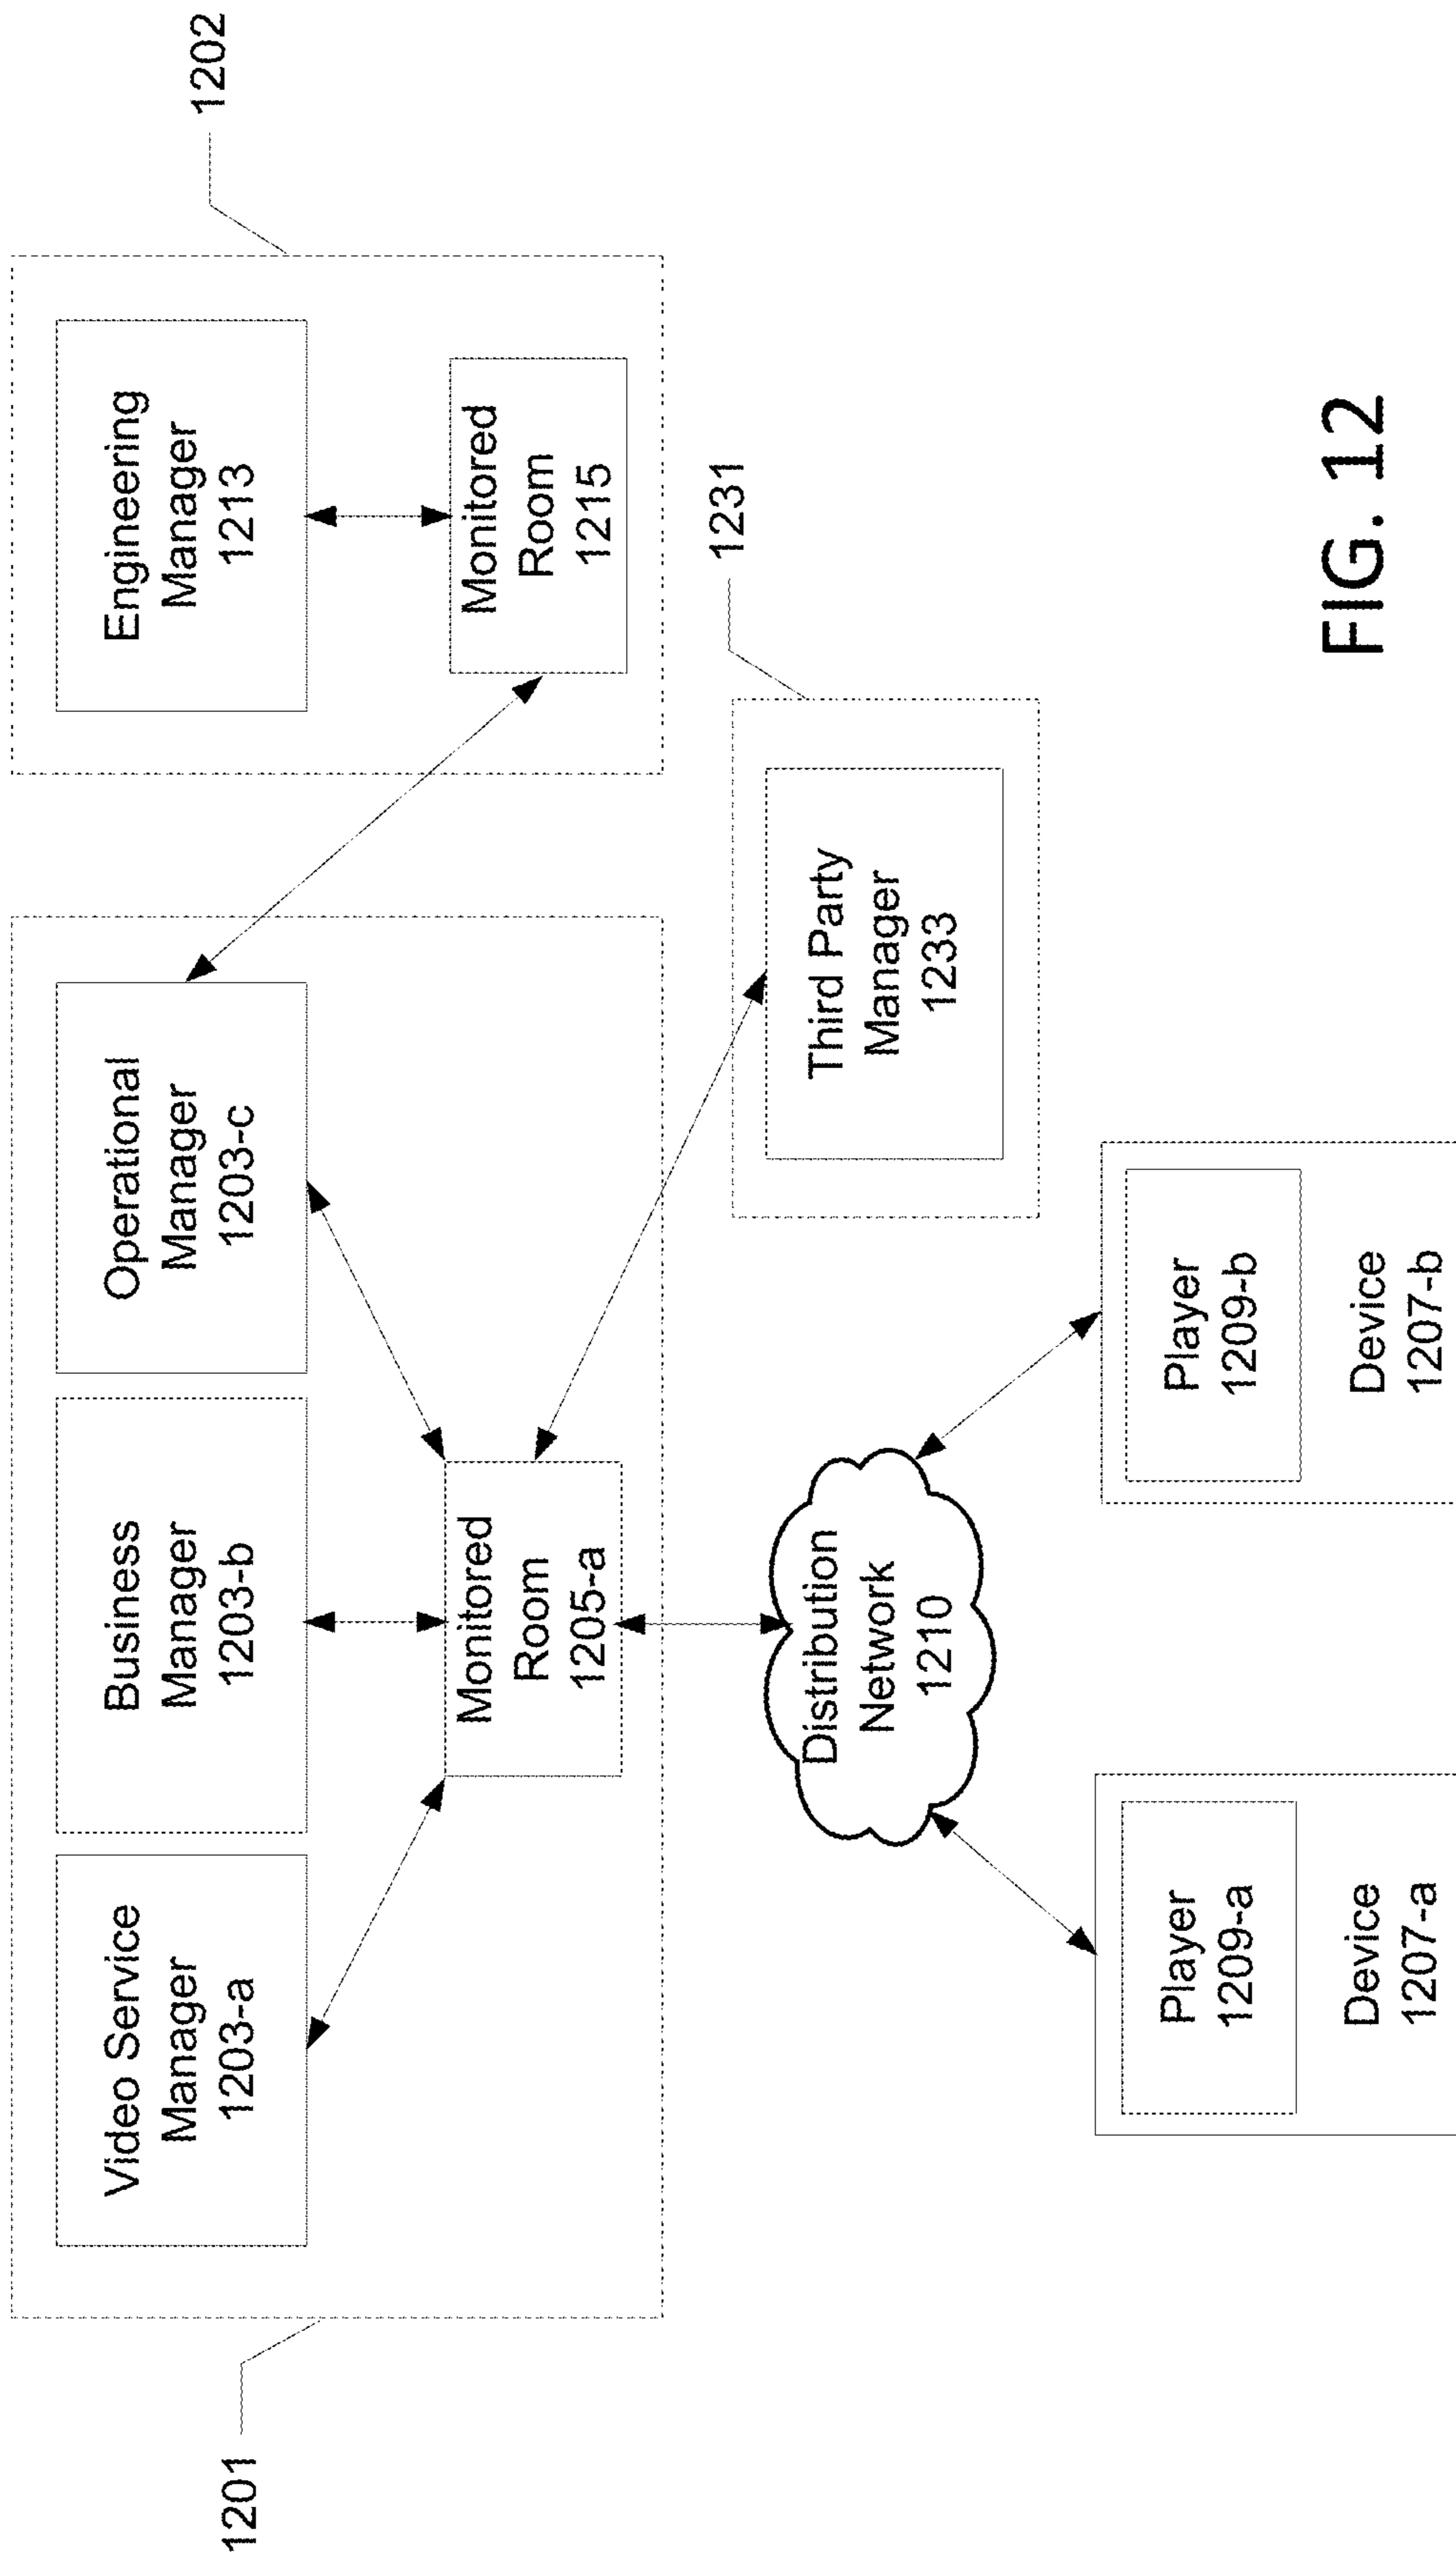 1201
Video Service
Manager
1203-a
Business
Manager
1203-b
Operational
Manager
1203-c
Monitored
Room
1205-a
1202
Engineering
Manager
1213
Monitored
Room
1215
1231
Third Party
Manager
1233
Distribution
Network
1210
Player
1209-a
Device
1207-a
Player
1209-b
Device
1207-b
FIG. 12